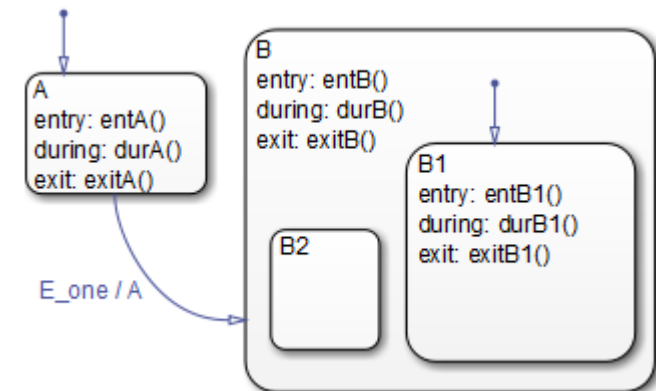 A
entry: entA()
during: durA()
exit: exitA()
E_one / A
B
entry: entB()
during: durB()
exit: exitB()
B1
entry: entB1()
during: durB1()
exit: exitB1()
B2